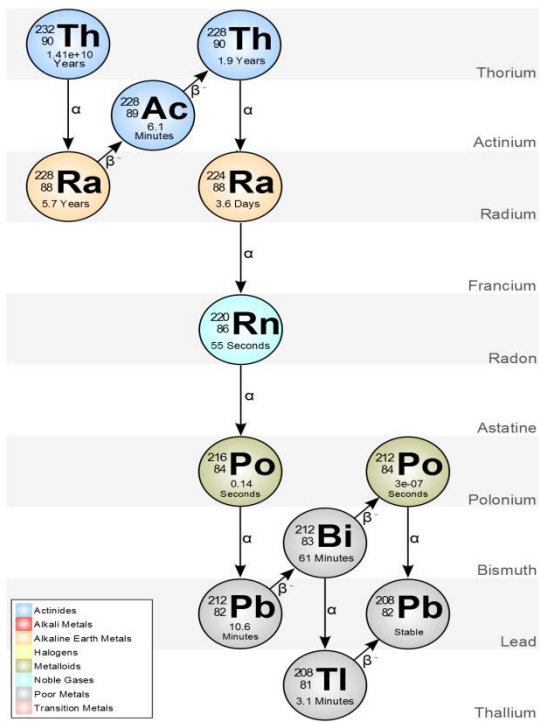 232
90
Th
1.41e+10
Years
228
90
Th
1.9 Years
Thorium
α
β⁻
α
228
89
Ac
6.1
Minutes
β⁻
Actinium
228
88
Ra
5.7 Years
224
88
Ra
3.6 Days
Radium
α
Francium
220
86
Rn
55 Seconds
Radon
α
Astatine
216
84
Po
0.14
Seconds
212
84
Po
3e-07
Seconds
Polonium
α
β⁻
α
212
83
Bi
61 Minutes
β⁻
Bismuth
212
82
Pb
10.6
Minutes
α
208
82
Pb
Stable
Lead
β⁻
208
81
Tl
3.1 Minutes
Thallium
Actinides
Alkali Metals
Alkaline Earth Metals
Halogens
Metalloids
Noble Gases
Poor Metals
Transition Metals